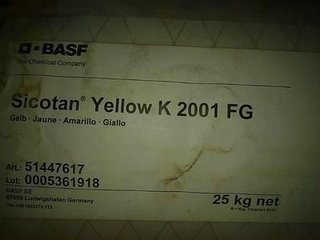 BASF
The Chemical Company
Sicotan® Yellow K 2001 FG
Gelb · Jaune · Amarillo · Giallo
Art.: 51447617
Lot: 0005361918
BASF SE
Ludwigshafen Germany
25 kg net